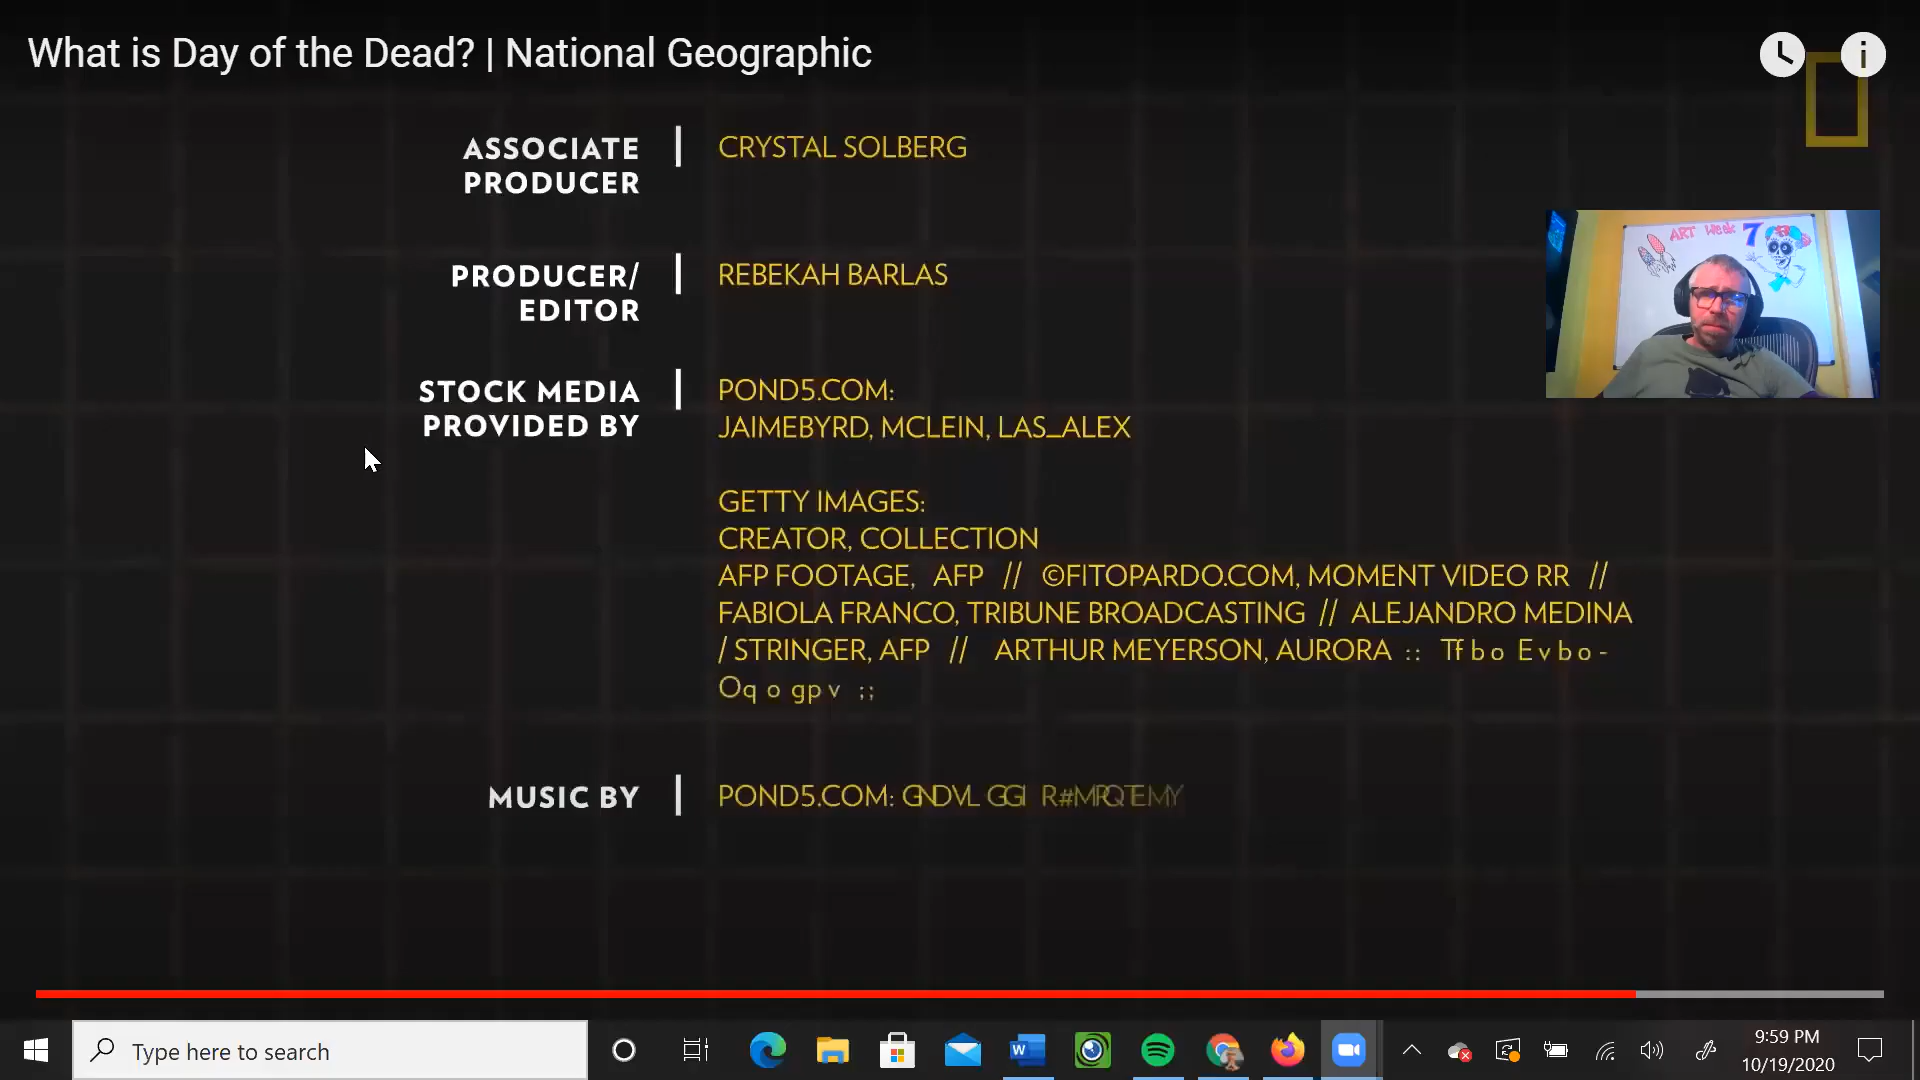 What is Day of the Dead? | National Geographic
ASSOCIATE PRODUCER | CRYSTAL SOLBERG
PRODUCER/ EDITOR | REBEKAH BARLAS
STOCK MEDIA PROVIDED BY | POND5.COM:
JAIMEBYRD, MCLEIN, LAS_ALEX
GETTY IMAGES:
CREATOR, COLLECTION
AFP FOOTAGE, AFP // ©FITOPARDO.COM, MOMENT VIDEO RR //
FABIOLA FRANCO, TRIBUNE BROADCASTING // ALEJANDRO MEDINA
/ STRINGER, AFP // ARTHUR MEYERSON, AURORA :: Tfbo Evbo-
Oqogpv ;;
MUSIC BY | POND5.COM:
ART Week 7
Type here to search
9:59 PM
10/19/2020